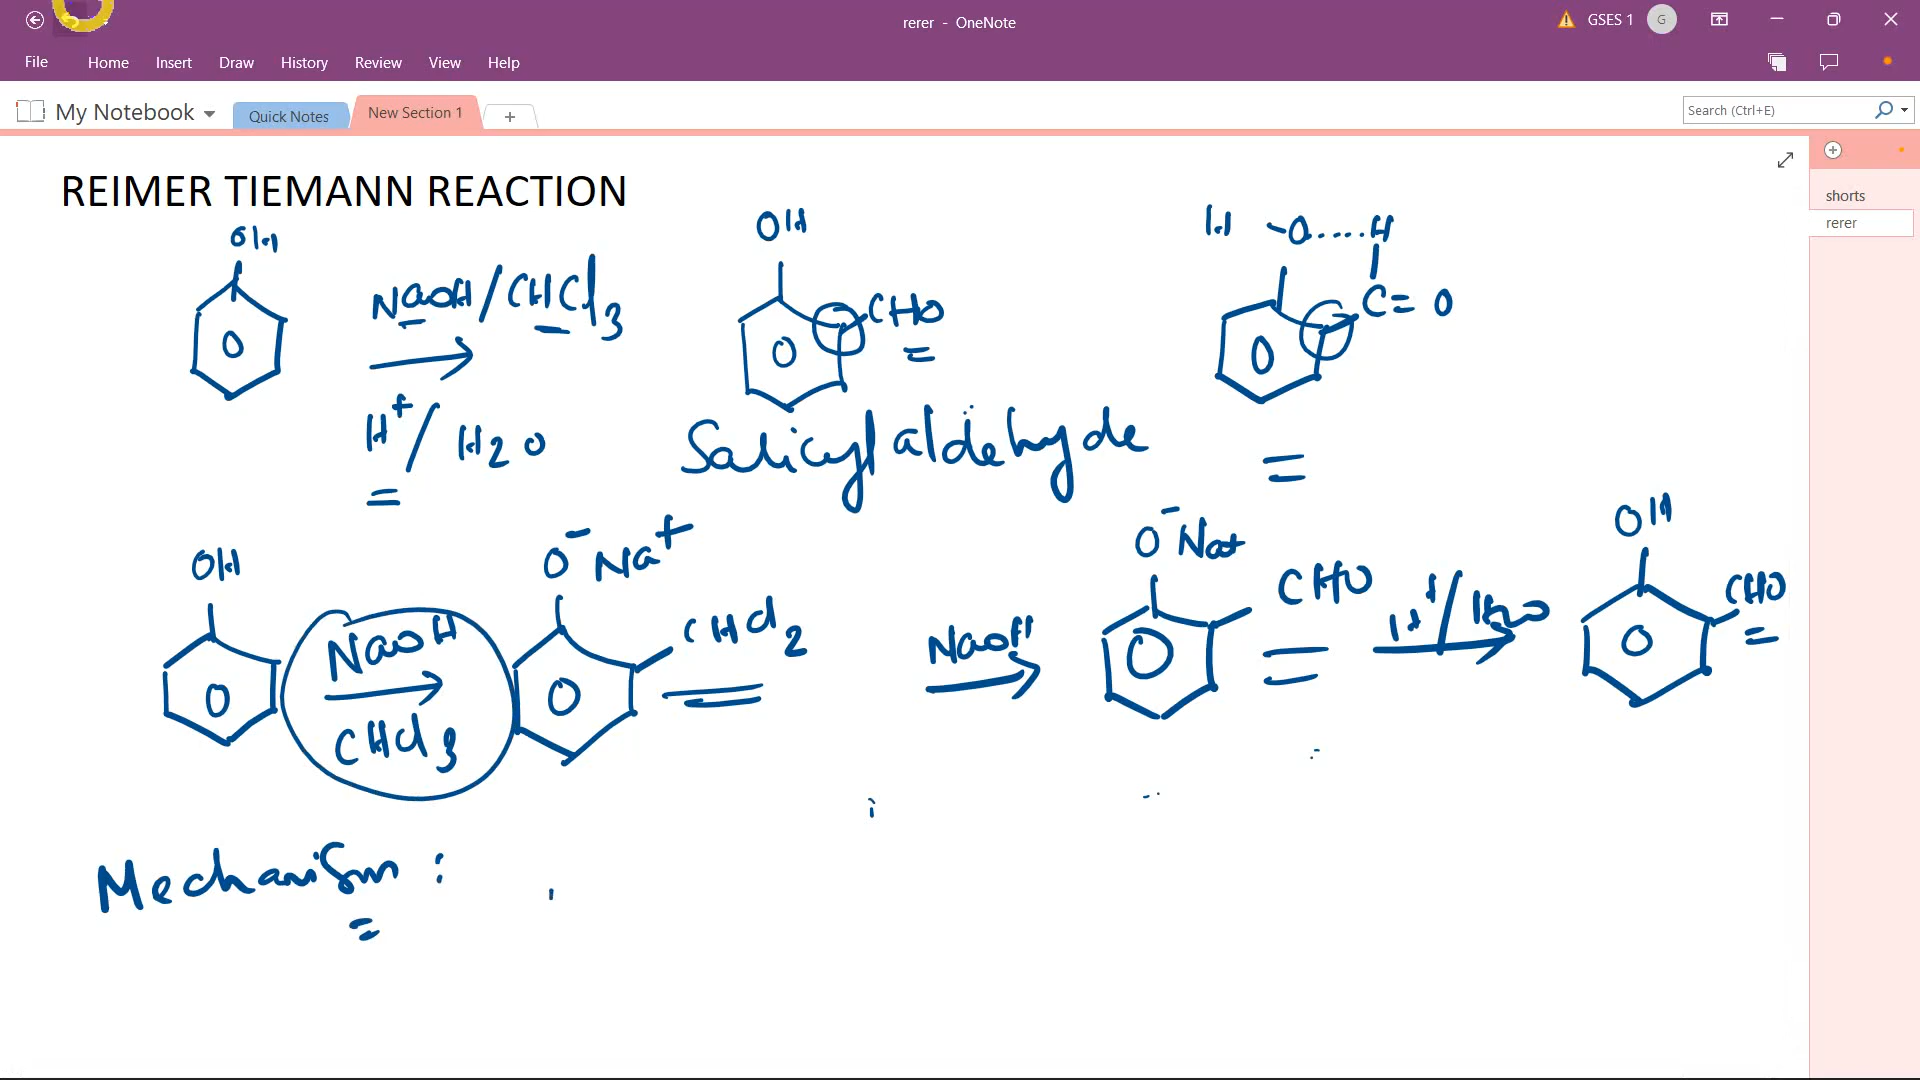 rerer - OneNote
GSES 1
G
File Home Insert Draw History Review View Help
My Notebook
Quick Notes
New Section 1
+
Search (Ctrl+E)
shorts
rerer
REIMER TIEMANN REACTION
OH
NaOH/CHCl3
H+/H2O
OH
CHO
Salicylaldehyde
H -O.....H
C=O
=
OH
NaOH
CHCl3
O- Na+
CHCl2
NaOH
O- Na+
CHO
H+/H2O
OH
CHO
Mechanism :